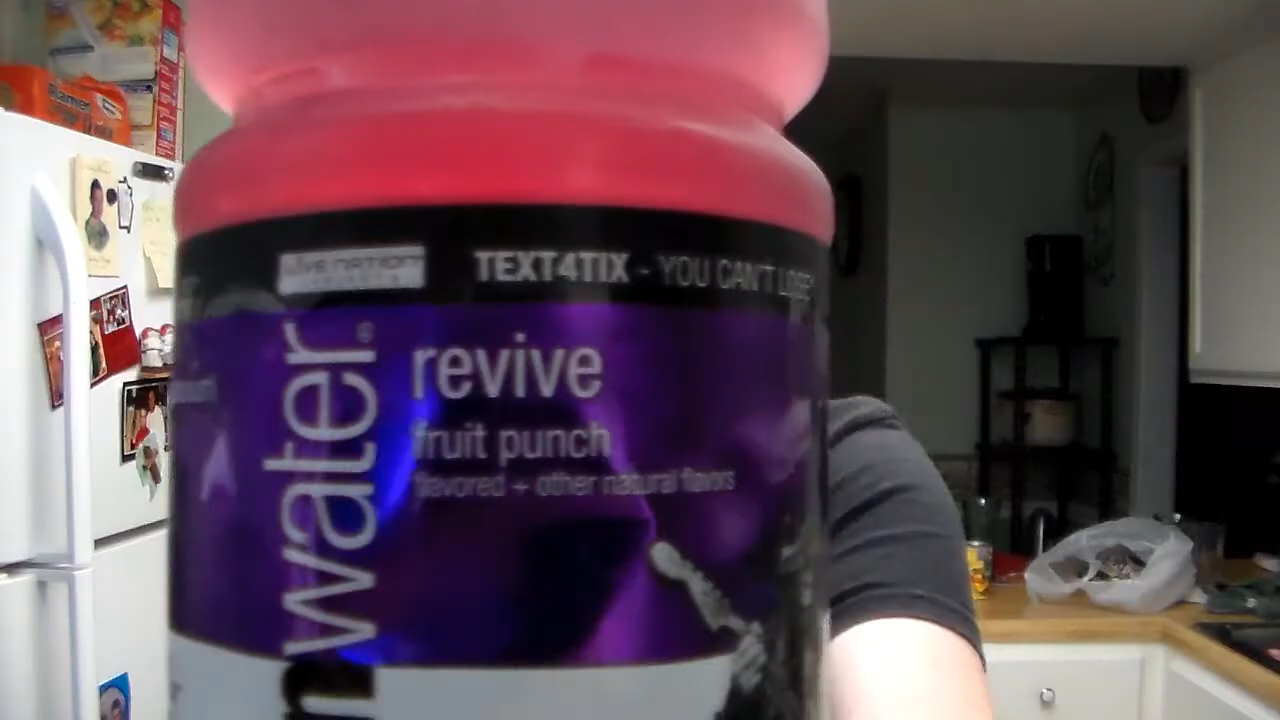 LIVE NATION
TEXT4TIX - YOU CAN'T LOSE
water.
revive
fruit punch
flavored + other natural flavors
n